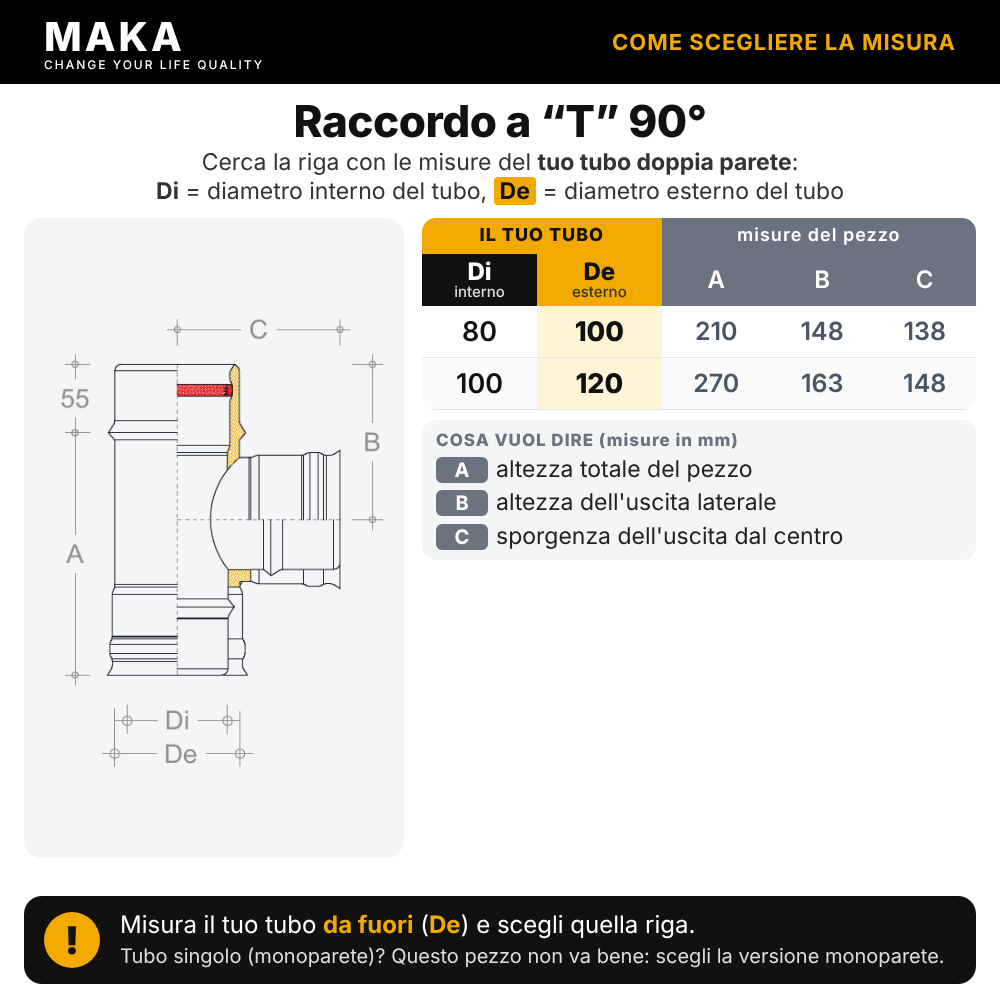 MAKA
CHANGE YOUR LIFE QUALITY
COME SCEGLIERE LA MISURA
Raccordo a “T” 90°
Cerca la riga con le misure del tuo tubo doppia parete:
Di = diametro interno del tubo, De = diametro esterno del tubo
C
55
B
A
Di
De
IL TUO TUBO misure del pezzo
Di De A B C
interno esterno
80 100 210 148 138
100 120 270 163 148
COSA VUOL DIRE (misure in mm)
A altezza totale del pezzo
B altezza dell'uscita laterale
C sporgenza dell'uscita dal centro
! Misura il tuo tubo da fuori (De) e scegli quella riga.
Tubo singolo (monoparete)? Questo pezzo non va bene: scegli la versione monoparete.